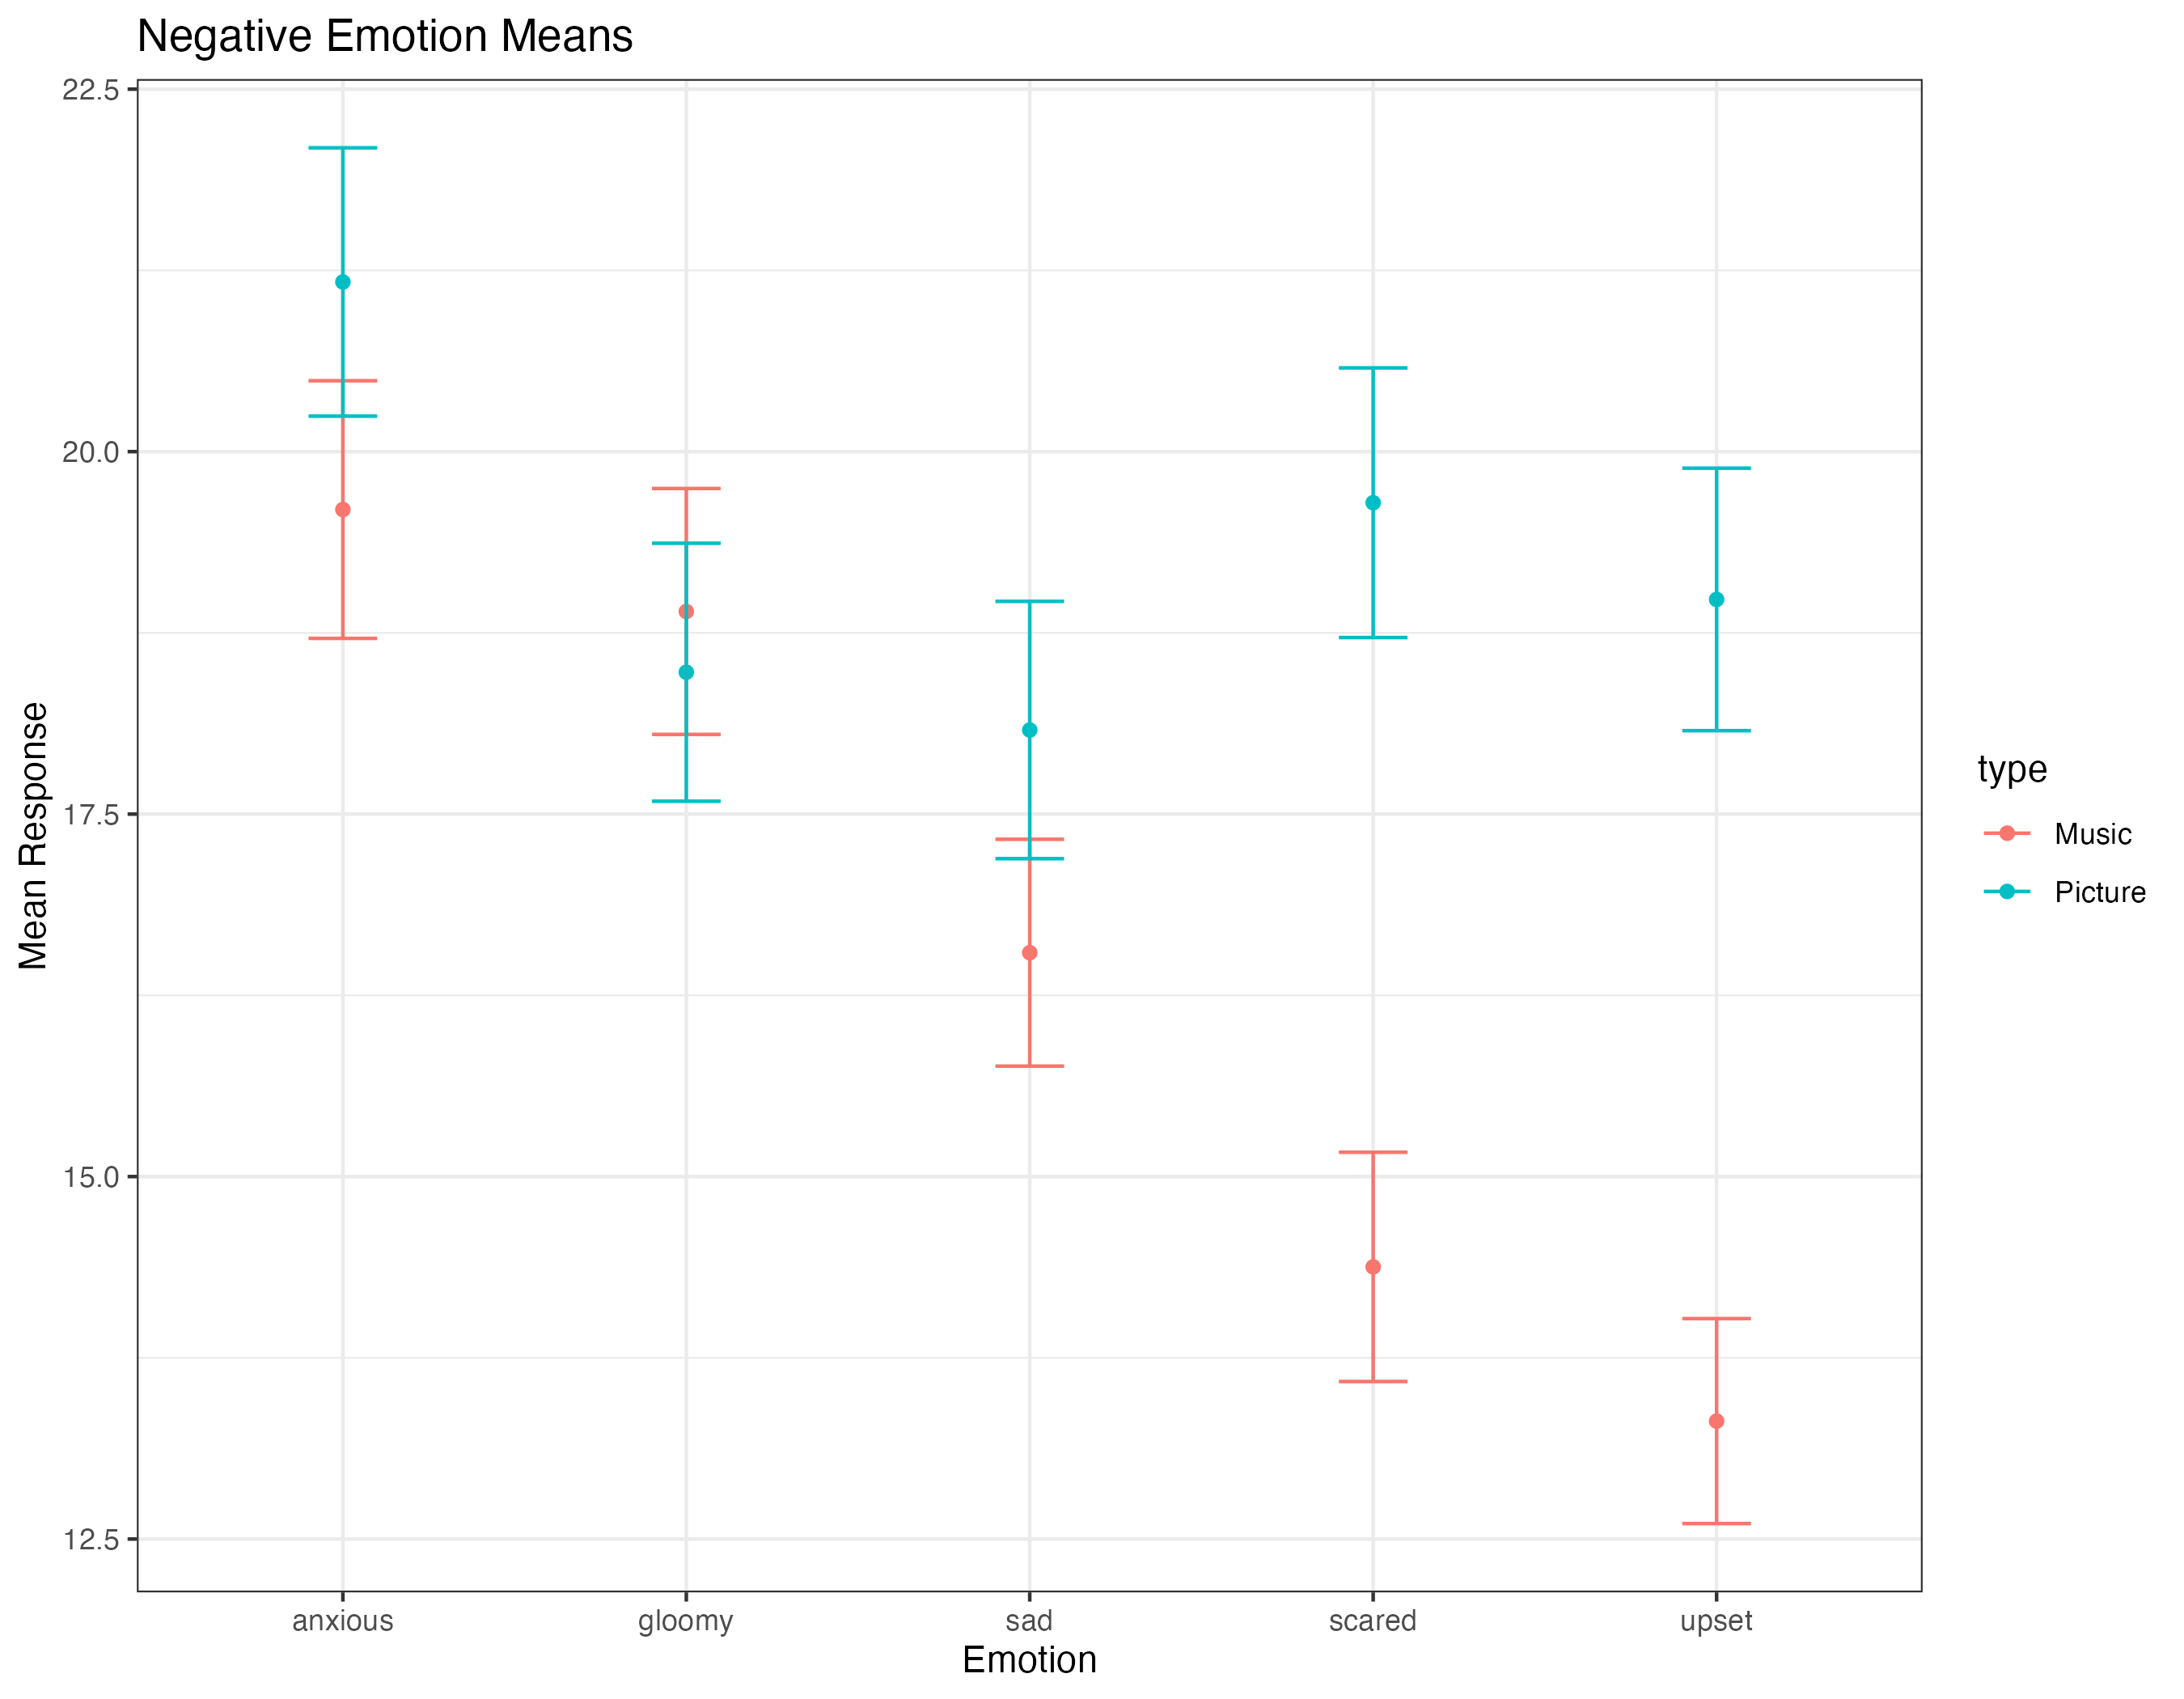 Negative Emotion Means
22.5
20.0
17.5
15.0
12.5
Mean Response
anxious gloomy sad scared upset
Emotion
type
Music
Picture